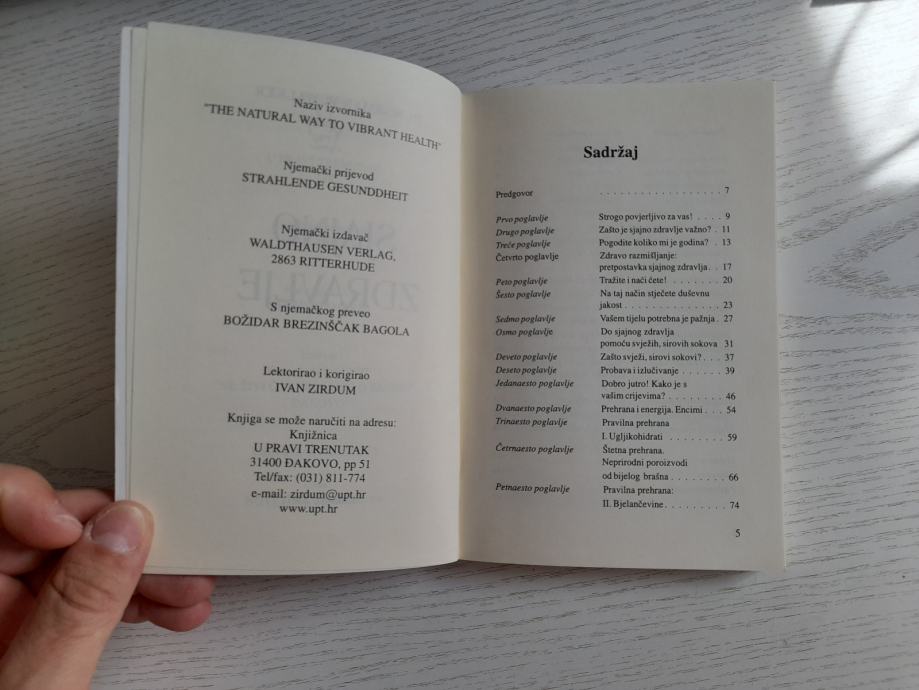 Naziv izvornika
"THE NATURAL WAY TO VIBRANT HEALTH"
Njemački prijevod
STRAHLENDE GESUNDDHEIT
Njemački izdavač
WALDTHAUSEN VERLAG,
2863 RITTERHUDE
S njemačkog preveo
BOŽIDAR BREZINŠČAK BAGOLA
Lektorirao i korigirao
IVAN ZIRDUM
Knjiga se može naručiti na adresu:
Knjižnica
U PRAVI TRENUTAK
31400 ĐAKOVO, pp 51
Tel/fax: (031) 811-774
e-mail: zirdum@upt.hr
www.upt.hr
Sadržaj
Predgovor . . . . . . . . . . . . . . . . . 7
Prvo poglavlje Strogo povjerljivo za vas! . . . . 9
Drugo poglavlje Zašto je sjajno zdravlje važno? . . 11
Treće poglavlje Pogodite koliko mi je godina? . . 13
Četvrto poglavlje Zdravo razmišljanje:
pretpostavka sjajnog zdravlja . . 17
Peto poglavlje Tražite i naći ćete! . . . . . . . 20
Šesto poglavlje Na taj način stječete duševnu
jakost . . . . . . . . . . . . . . . 23
Sedmo poglavlje Vašem tijelu potrebna je pažnja . 27
Osmo poglavlje Do sjajnog zdravlja
pomoću svježih, sirovih sokova 31
Deveto poglavlje Zašto svježi, sirovi sokovi? . . . 37
Deseto poglavlje Probava i izlučivanje . . . . . . 39
Jedanaesto poglavlje Dobro jutro! Kako je s
vašim crijevima? . . . . . . . . 46
Dvanaesto poglavlje Prehrana i energija. Encimi . . . 54
Trinaesto poglavlje Pravilna prehrana
I. Ugljikohidrati . . . . . . . . . 59
Četrnaesto poglavlje Štetna prehrana.
Neprirodni poroizvodi
od bijelog brašna . . . . . . . . 66
Petnaesto poglavlje Pravilna prehrana:
II. Bjelančevine . . . . . . . . . 74
5